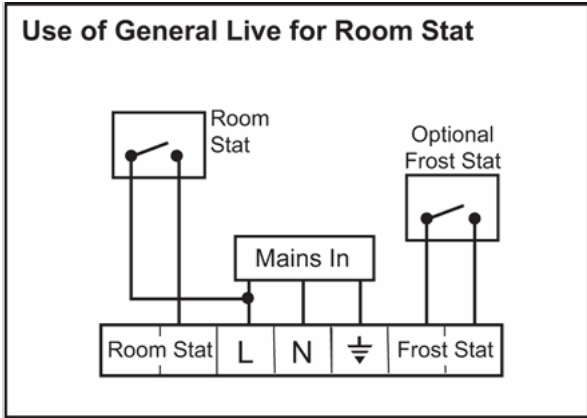 Use of General Live for Room Stat
Room
Stat
Optional
Frost Stat
Mains In
Room Stat
L
N
Frost Stat